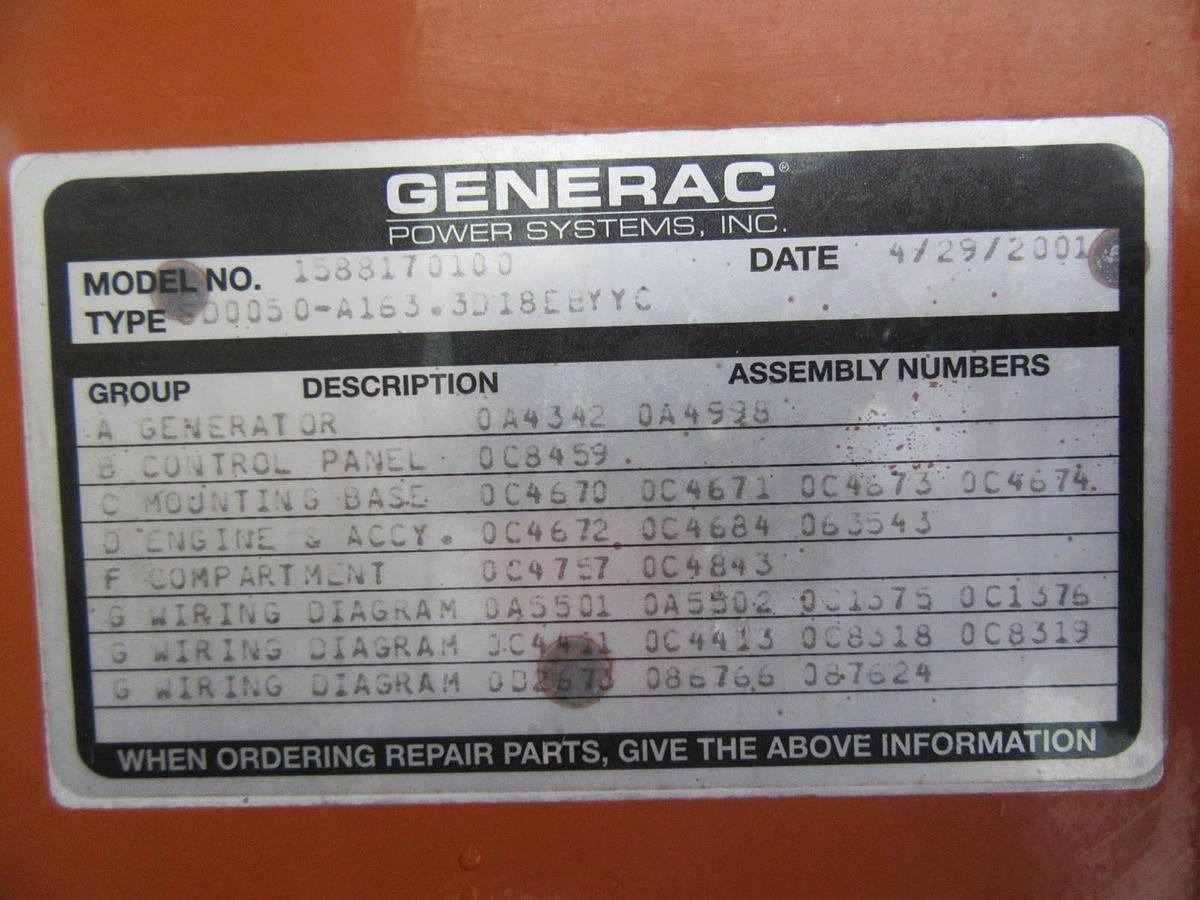 GENERAC®
POWER SYSTEMS, INC.
MODEL NO. 1588170100 DATE 4/29/2001
TYPE
GROUP DESCRIPTION ASSEMBLY NUMBERS
A GENERATOR 0A4342 0A4998
B CONTROL PANEL 0C8459
C MOUNTING BASE 0C4670 0C4671 0C4673 0C4674
D ENGINE & ACCY. 0C4672 0C4684 063543
F COMPARTMENT 0C4757 0C4843
G WIRING DIAGRAM 0A5501 0A5502 0C1375 0C1376
G WIRING DIAGRAM 0C4411 0C4413 0C8318 0C8319
G WIRING DIAGRAM 0D2673 086766 087624
WHEN ORDERING REPAIR PARTS, GIVE THE ABOVE INFORMATION